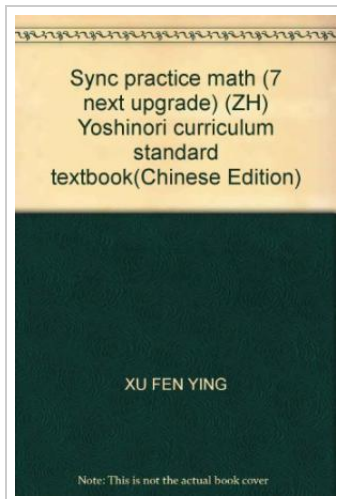 Sync practice math (7
next upgrade) (ZH)
Yoshinori curriculum
standard
textbook(Chinese Edition)
XU FEN YING
Note: This is not the actual book cover